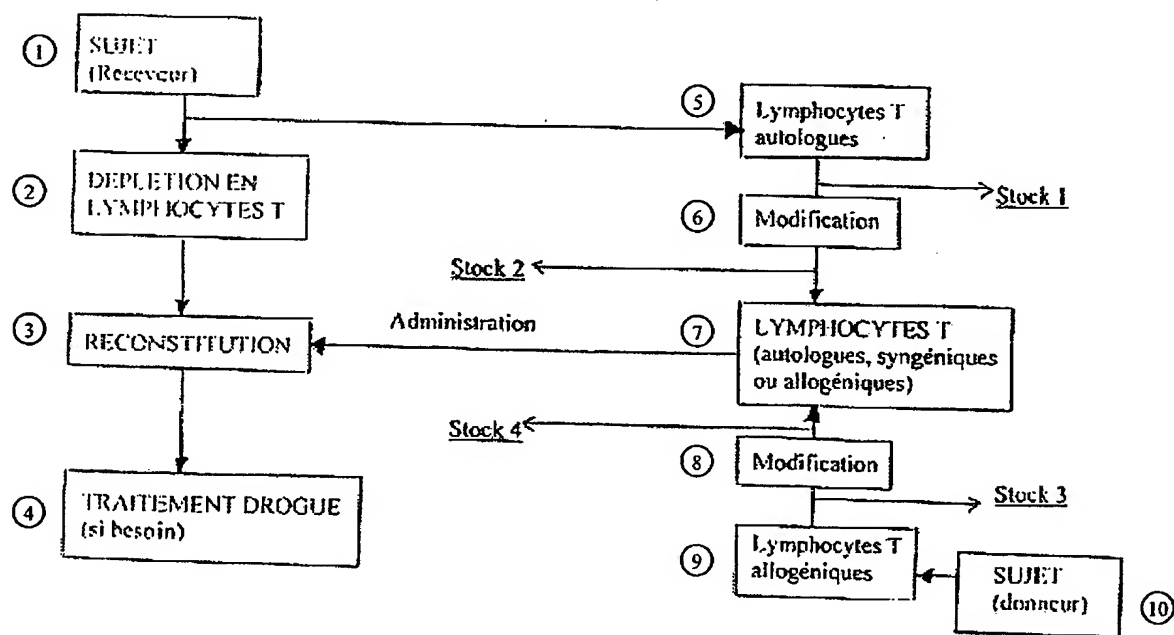 1
SUJET
(Receveur)
2
DEPLETION EN
LYMPHOCYTES T
3
RECONSTITUTION
4
TRAITEMENT DROGUE
(si besoin)
Administration
5
Lymphocytes T
autologues
Stock 1
6
Modification
Stock 2
7
LYMPHOCYTES T
(autologues, syngéniques
ou allogéniques)
Stock 4
8
Modification
Stock 3
9
Lymphocytes T
allogéniques
SUJET
(donneur)
10